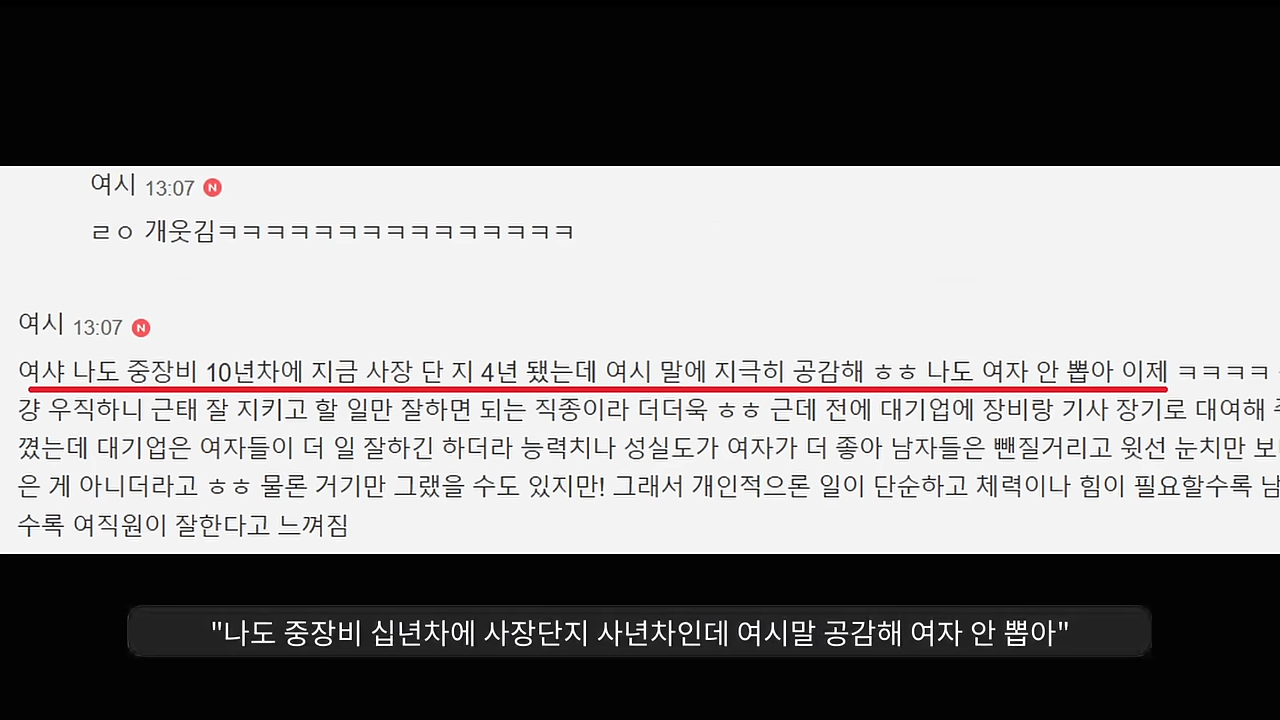 여시 13:07 N
ㄹㅇ 개웃김ㅋㅋㅋㅋㅋㅋㅋㅋㅋㅋㅋㅋㅋㅋㅋ
여시 13:07 N
여샤 나도 중장비 10년차에 지금 사장 단 지 4년 됐는데 여시 말에 지극히 공감해 ㅎㅎ 나도 여자 안 뽑아 이제 ㅋㅋㅋㅋ
걍 우직하니 근태 잘 지키고 할 일만 잘하면 되는 직종이라 더더욱 ㅎㅎ 근데 전에 대기업에 장비랑 기사 장기로 대여해
꼈는데 대기업은 여자들이 더 일 잘하긴 하더라 능력치나 성실도가 여자가 더 좋아 남자들은 뺀질거리고 윗선 눈치만
은 게 아니더라고 ㅎㅎ 물론 거기만 그랬을 수도 있지만! 그래서 개인적으론 일이 단순하고 체력이나 힘이 필요할수록
수록 여직원이 잘한다고 느껴짐
"나도 중장비 십년차에 사장단지 사년차인데 여시말 공감해 여자 안 뽑아"